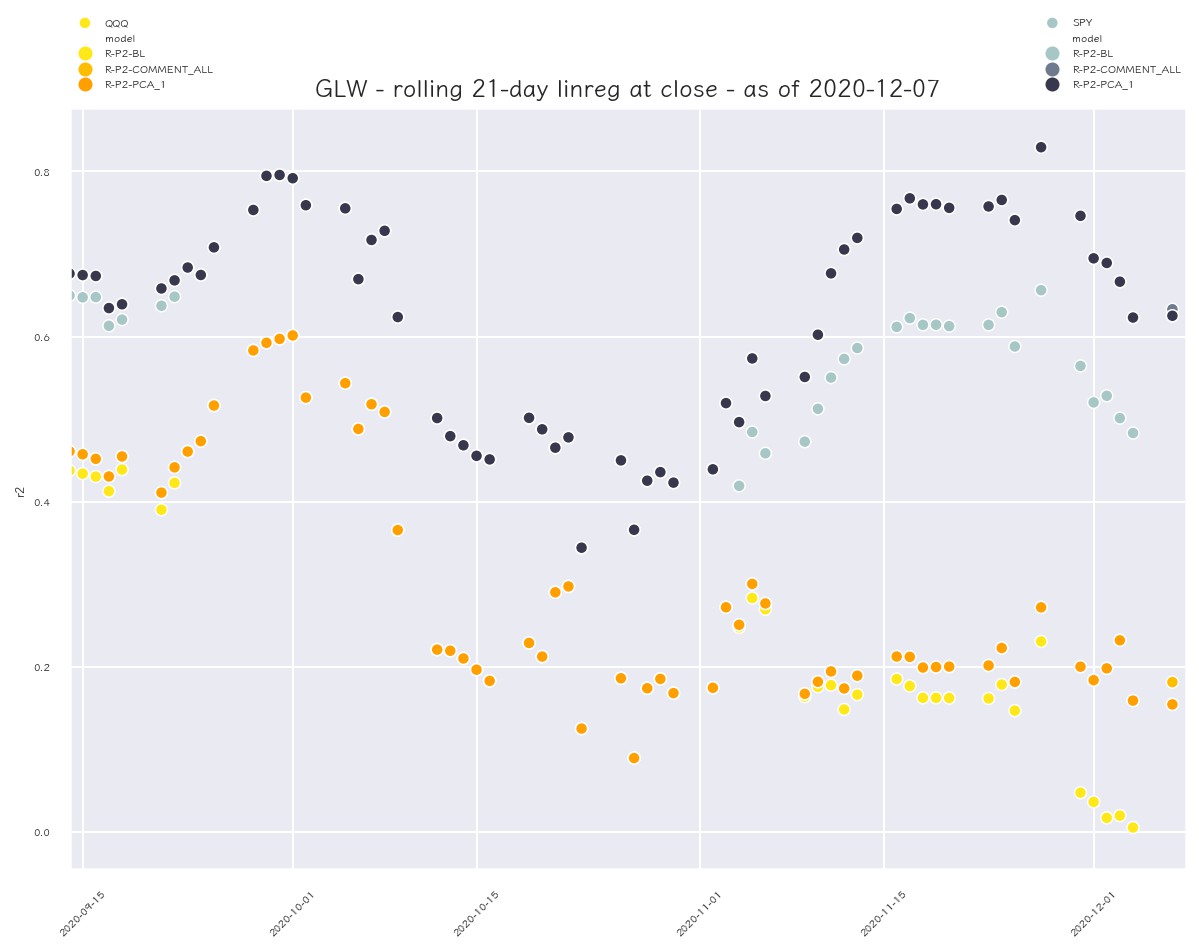 QQQ
model
R-P2-BL
R-P2-COMMENT_ALL
R-P2-PCA_1
SPY
model
R-P2-BL
R-P2-COMMENT_ALL
R-P2-PCA_1
GLW - rolling 21-day linreg at close - as of 2020-12-07
r2
0.8
0.6
0.4
0.2
0.0
2020-09-15
2020-10-01
2020-10-15
2020-11-01
2020-11-15
2020-12-01